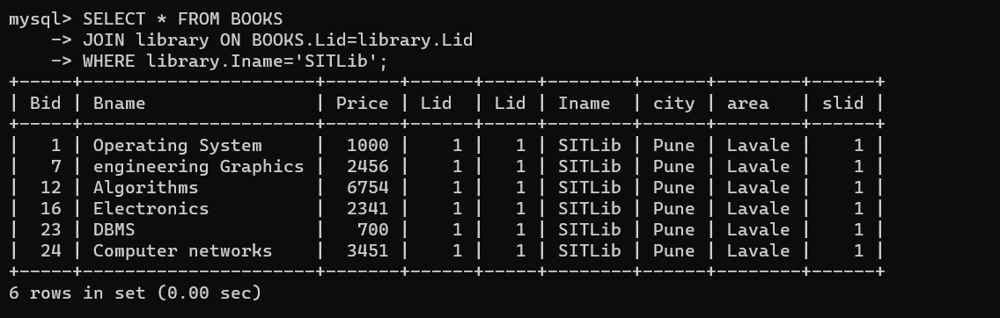 mysql> SELECT * FROM BOOKS
    -> JOIN library ON BOOKS.Lid=library.Lid
    -> WHERE library.Iname='SITLib';
+-----+----------------------+-------+------+-----+--------+------+--------+------+
| Bid | Bname                | Price | Lid  | Lid | Iname  | city | area   | slid |
+-----+----------------------+-------+------+-----+--------+------+--------+------+
|   1 | Operating System     |  1000 |    1 |   1 | SITLib | Pune | Lavale |    1 |
|   7 | engineering Graphics |  2456 |    1 |   1 | SITLib | Pune | Lavale |    1 |
|  12 | Algorithms           |  6754 |    1 |   1 | SITLib | Pune | Lavale |    1 |
|  16 | Electronics          |  2341 |    1 |   1 | SITLib | Pune | Lavale |    1 |
|  23 | DBMS                 |   700 |    1 |   1 | SITLib | Pune | Lavale |    1 |
|  24 | Computer networks    |  3451 |    1 |   1 | SITLib | Pune | Lavale |    1 |
+-----+----------------------+-------+------+-----+--------+------+--------+------+
6 rows in set (0.00 sec)